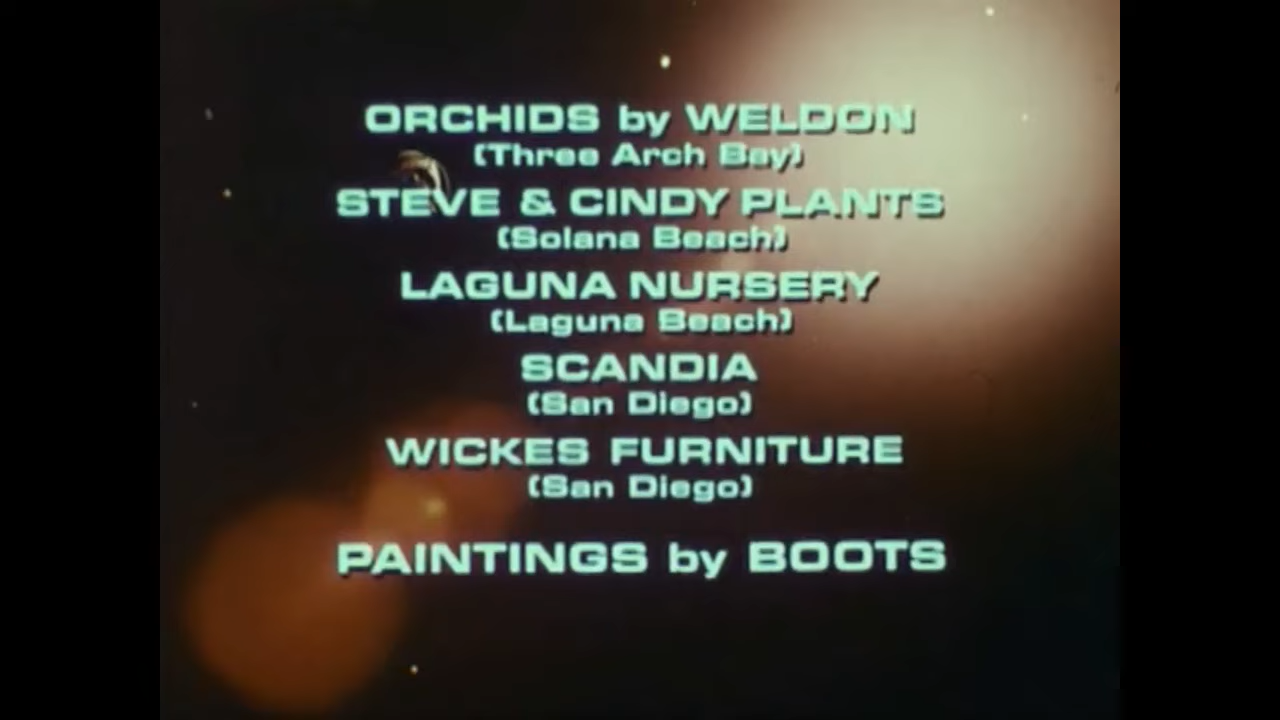 ORCHIDS by WELDON
(Three Arch Bay)
STEVE & CINDY PLANTS
(Solana Beach)
LAGUNA NURSERY
(Laguna Beach)
SCANDIA
(San Diego)
WICKES FURNITURE
(San Diego)
PAINTINGS by BOOTS